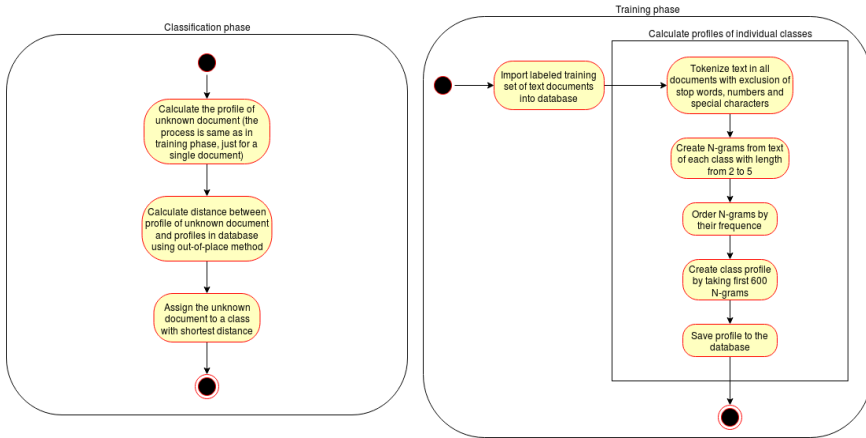 Classification phase
Calculate the profile of
unknown document (the
process is same as in
training phase, just for a
single document)
Calculate distance between
profile of unknown document
and profiles in database
using out-of-place method
Assign the unknown
document to a class
with shortest distance
Training phase
Calculate profiles of individual classes
Import labeled training
set of text documents
into database
Tokenize text in all
documents with exclusion of
stop words, numbers and
special characters
Create N-grams from text
of each class with length
from 2 to 5
Order N-grams by
their frequence
Create class profile
by taking first 600
N-grams
Save profile to the
database